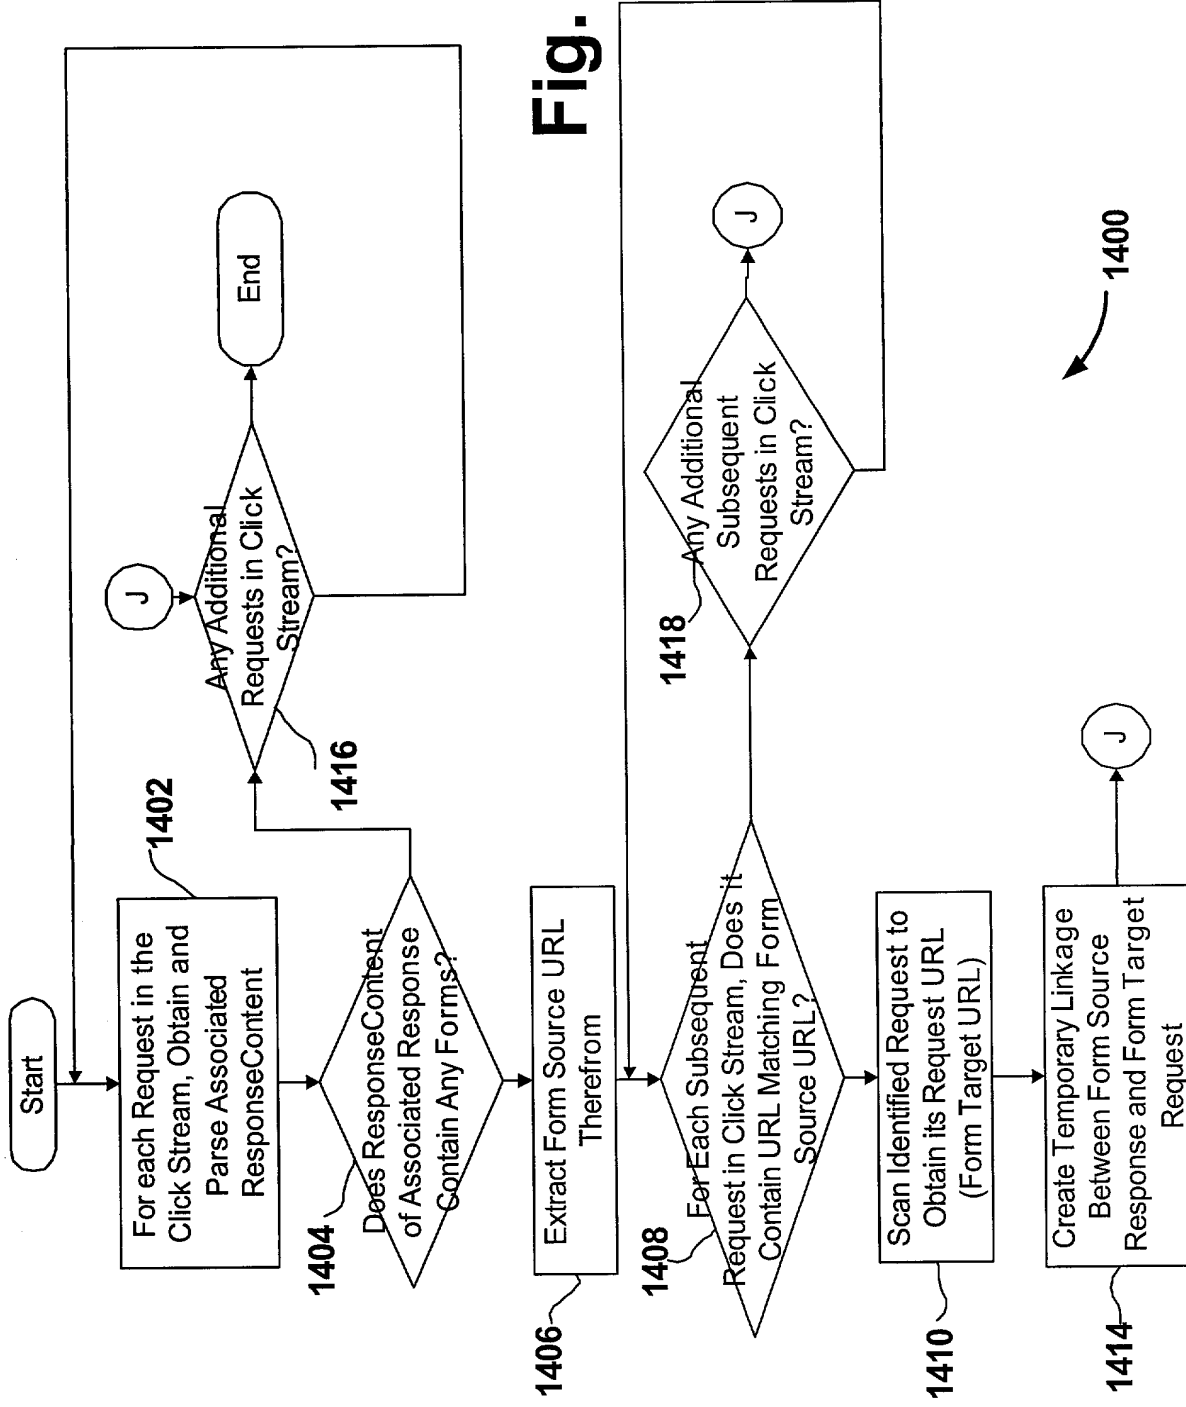 Start
For each Request in the
Click Stream, Obtain and
Parse Associated
ResponseContent
1402
Does ResponseContent
of Associated Response
Contain Any Forms?
1404
J
Any Additional
Requests in Click
Stream?
1416
End
Extract Form Source URL
Therefrom
1406
Fig.
For Each Subsequent
Request in Click Stream, Does it
Contain URL Matching Form
Source URL?
1408
Any Additional
Subsequent
Requests in Click
Stream?
1418
J
Scan Identified Request to
Obtain its Request URL
(Form Target URL)
1410
Create Temporary Linkage
Between Form Source
Response and Form Target
Request
1414
J
1400